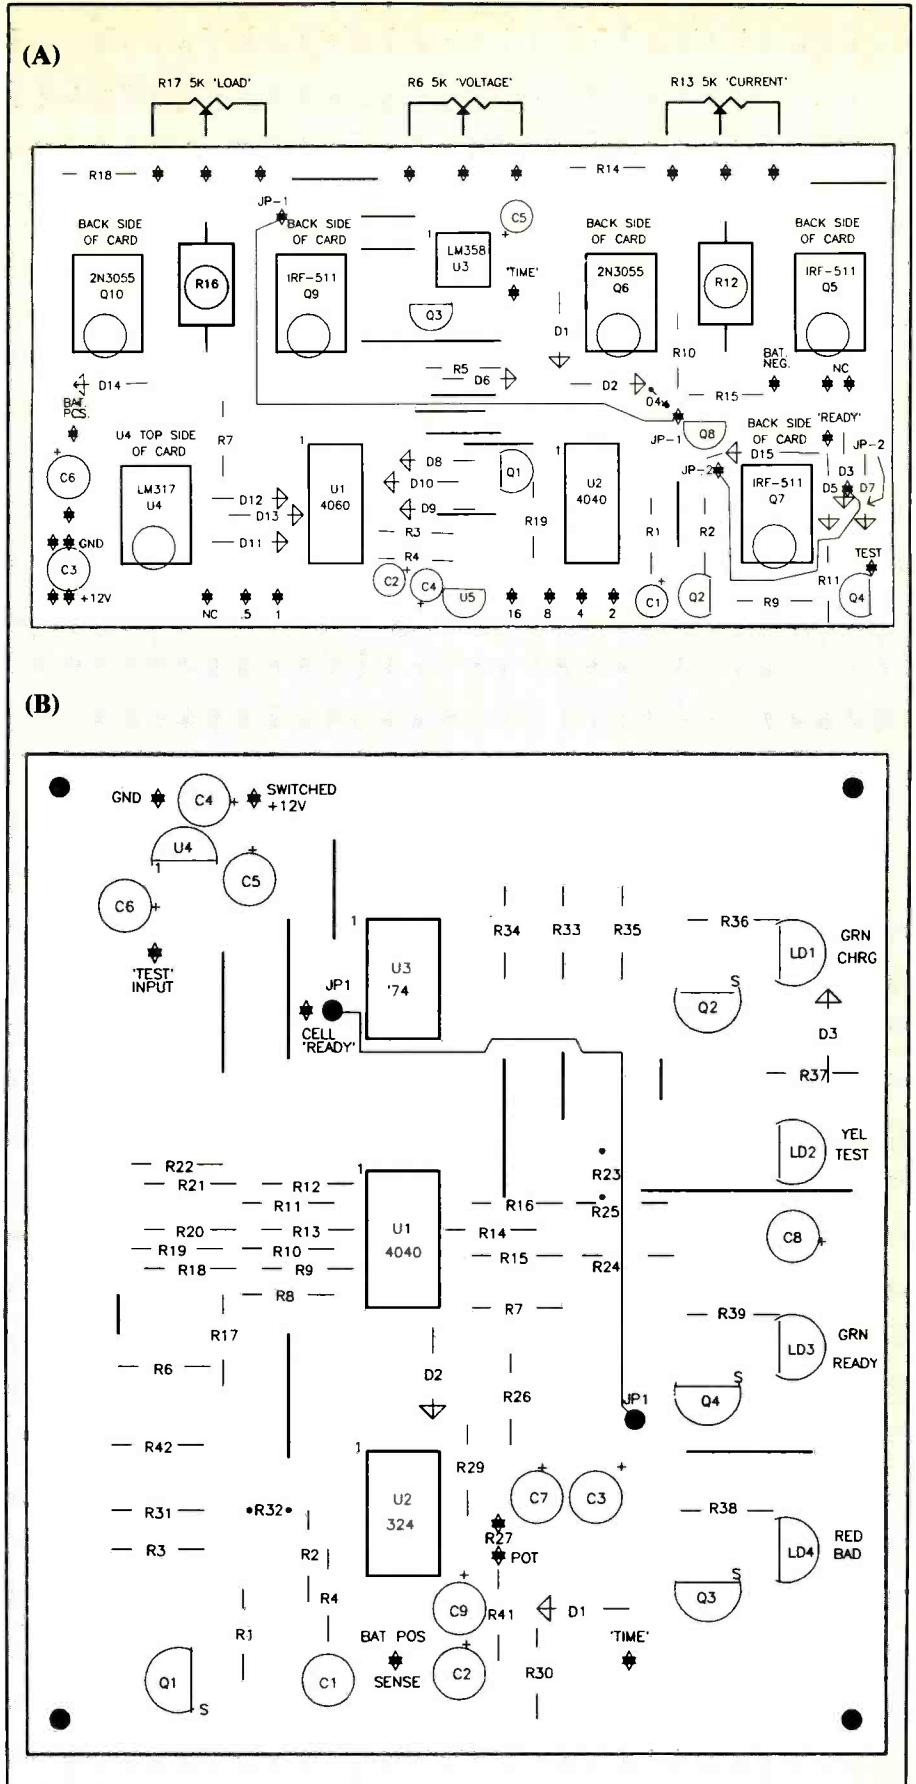 (A)
R17 5K 'LOAD'
R6 5K 'VOLTAGE'
R13 5K 'CURRENT'
R18
R14
JP-1
BACK SIDE
OF CARD
BACK SIDE
OF CARD
C5
+
BACK SIDE
OF CARD
BACK SIDE
OF CARD
2N3055
Q10
R16
IRF-511
Q9
1
LM358
U3
'TIME'
2N3055
Q6
R12
IRF-511
Q5
Q3
D1
R10
BAT.
NEG.
NC
R5
D6
D14
D2
D4
R15
BAT.
POS.
JP-1
Q8
BACK SIDE
OF CARD
'READY'
JP-2
U4 TOP SIDE
OF CARD
R7
D15
+
C6
LM317
U4
1
U1
4060
D8
D10
D9
Q1
1
U2
4040
JP-2
IRF-511
Q7
D3
D5
D7
D12
D13
D11
R3
R4
R19
R1
R2
GND
C3
TEST
C2
+
C4
+
U5
+
C1
Q2
R9
R11
Q4
+12V
NC
.5
1
16
8
4
2
(B)
GND
C4
+
SWITCHED
+12V
U4
1
+
C5
C6
+
'TEST'
INPUT
JP1
CELL
'READY'
1
U3
'74
R34
R33
R35
R36
LD1
GRN
CHRG
S
Q2
D3
R37
LD2
YEL
TEST
R22
R21
R12
R11
R20
R13
R19
R10
R18
R9
R8
1
U1
4040
R16
R14
R15
R7
R23
R25
R24
C8
+
R17
R6
D2
R26
R39
LD3
GRN
READY
S
Q4
JP1
R42
R31
R32
R3
R2
R4
R1
1
U2
324
R29
+
C7
+
C3
R27
POT
R38
LD4
RED
BAD
S
Q3
+
C9
R41
D1
Q1
S
C1
BAT POS
SENSE
+
C2
R30
'TIME'